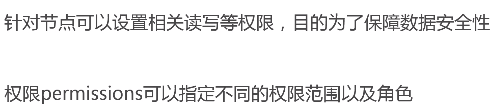 针对节点可以设置相关读写等权限，目的为了保障数据安全性
权限permissions可以指定不同的权限范围以及角色